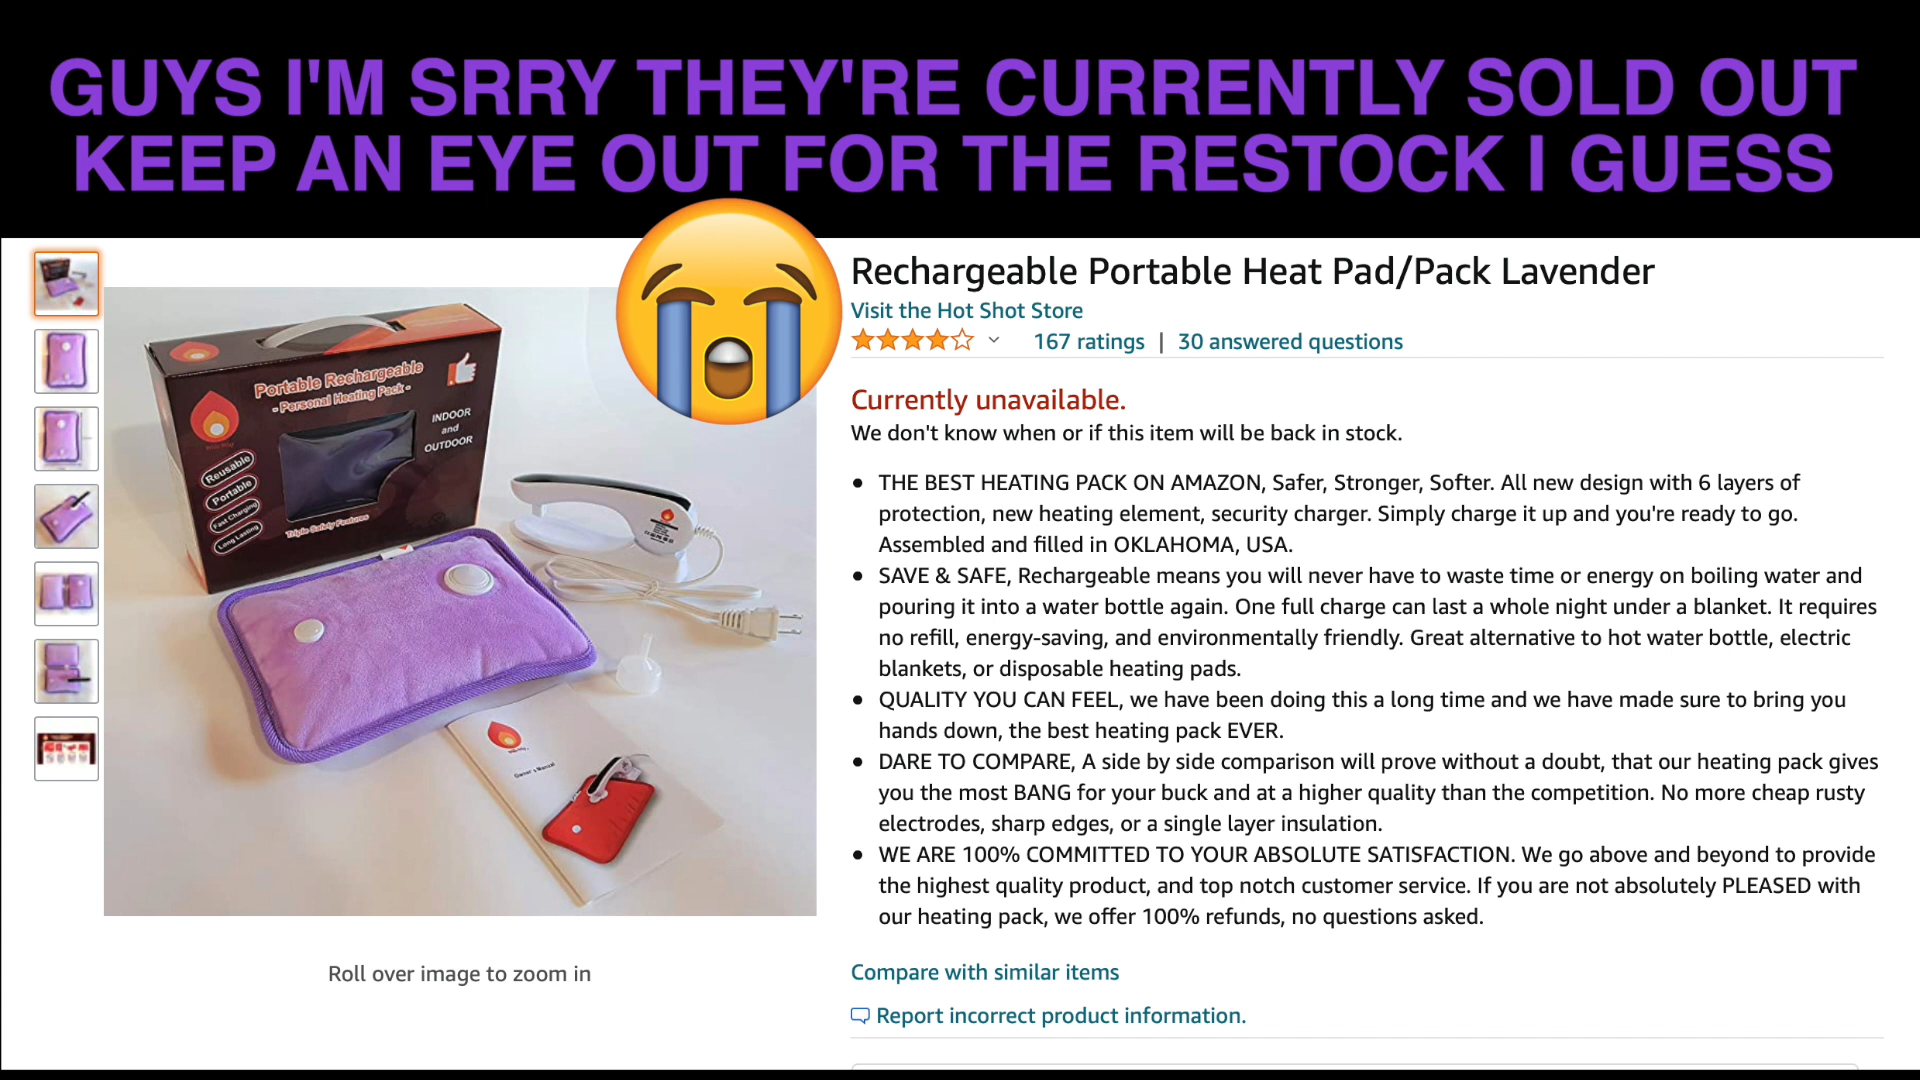 GUYS I'M SRRY THEY'RE CURRENTLY SOLD OUT
KEEP AN EYE OUT FOR THE RESTOCK I GUESS
Rechargeable Portable Heat Pad/Pack Lavender
Visit the Hot Shot Store
167 ratings | 30 answered questions
Currently unavailable.
We don't know when or if this item will be back in stock.
● THE BEST HEATING PACK ON AMAZON, Safer, Stronger, Softer. All new design with 6 layers of
protection, new heating element, security charger. Simply charge it up and you're ready to go.
Assembled and filled in OKLAHOMA, USA.
● SAVE & SAFE, Rechargeable means you will never have to waste time or energy on boiling water and
pouring it into a water bottle again. One full charge can last a whole night under a blanket. It requires
no refill, energy-saving, and environmentally friendly. Great alternative to hot water bottle, electric
blankets, or disposable heating pads.
● QUALITY YOU CAN FEEL, we have been doing this a long time and we have made sure to bring you
hands down, the best heating pack EVER.
● DARE TO COMPARE, A side by side comparison will prove without a doubt, that our heating pack gives
you the most BANG for your buck and at a higher quality than the competition. No more cheap rusty
electrodes, sharp edges, or a single layer insulation.
● WE ARE 100% COMMITTED TO YOUR ABSOLUTE SATISFACTION. We go above and beyond to provide
the highest quality product, and top notch customer service. If you are not absolutely PLEASED with
our heating pack, we offer 100% refunds, no questions asked.
Compare with similar items
Report incorrect product information.
Portable Rechargeable
- Personal Heating Pack -
INDOOR
and
OUTDOOR
Reusable
Portable
Fast Charging
Long Lasting
Triple Safety Features
Owner's Manual
Roll over image to zoom in